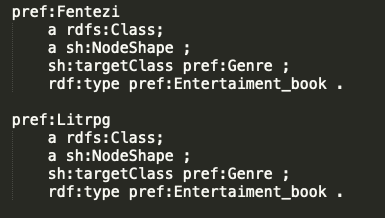 pref:Fentezi
a rdfs:Class;
a sh:NodeShape ;
sh:targetClass pref:Genre ;
rdf:type pref:Entertaiment_book .
pref:Litrpg
a rdfs:Class;
a sh:NodeShape ;
sh:targetClass pref:Genre ;
rdf:type pref:Entertaiment_book .